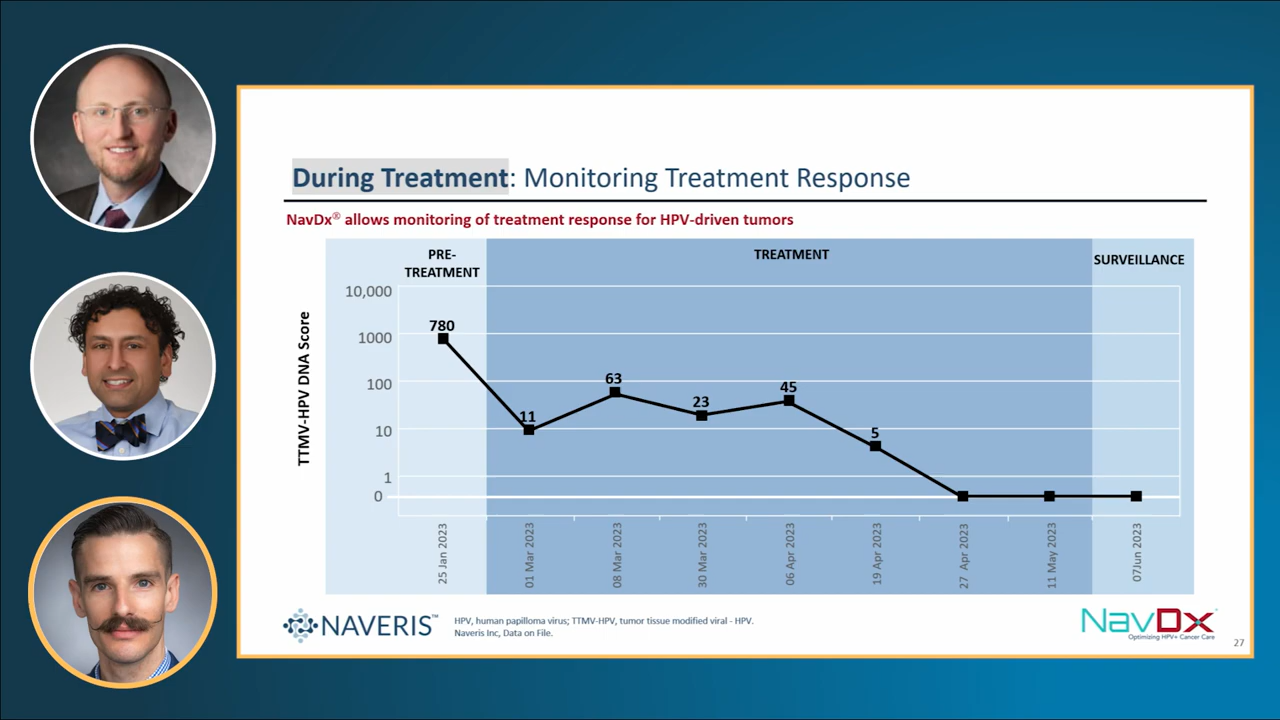 During Treatment: Monitoring Treatment Response
NavDx® allows monitoring of treatment response for HPV-driven tumors
PRE-
TREATMENT
TREATMENT
SURVEILLANCE
TTMV-HPV DNA Score
10,000
1000
100
10
1
0
780
11
63
23
45
5
25 Jan 2023
01 Mar 2023
08 Mar 2023
30 Mar 2023
06 Apr 2023
19 Apr 2023
27 Apr 2023
11 May 2023
07Jun 2023
NAVERIS™
HPV, human papilloma virus; TTMV-HPV, tumor tissue modified viral - HPV.
Naveris Inc, Data on File.
NavDx
Optimizing HPV+ Cancer Care
27